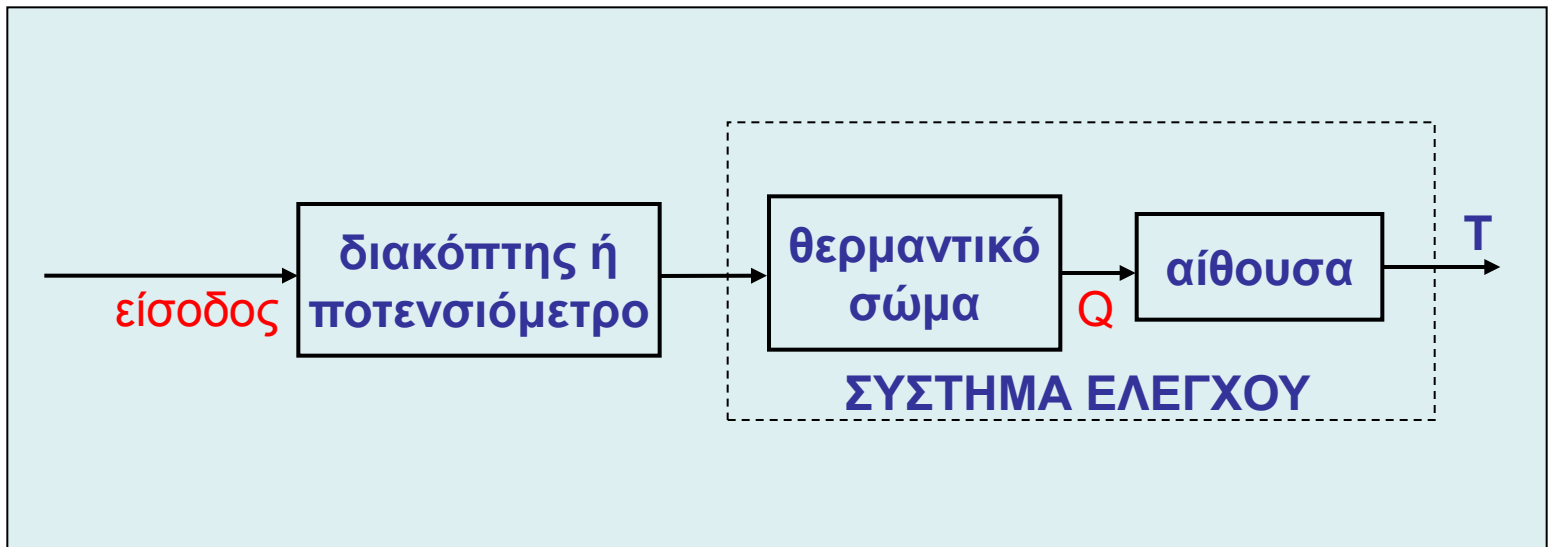 είσοδος
διακόπτης ή
ποτενσιόμετρο
θερμαντικό
σώμα
Q
αίθουσα
T
ΣΥΣΤΗΜΑ ΕΛΕΓΧΟΥ